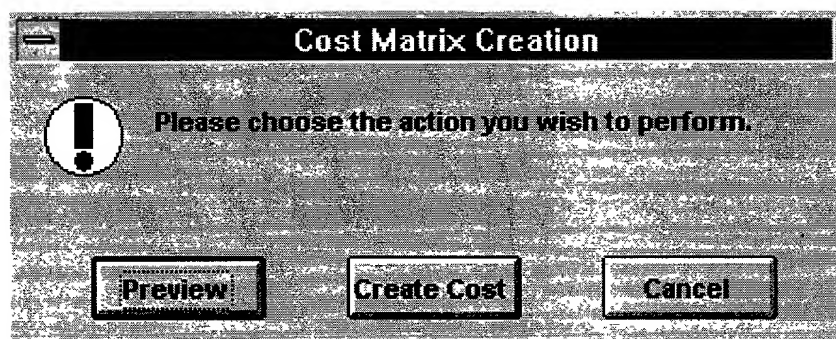 Cost Matrix Creation
Please choose the action you wish to perform.
Preview Create Cost Cancel